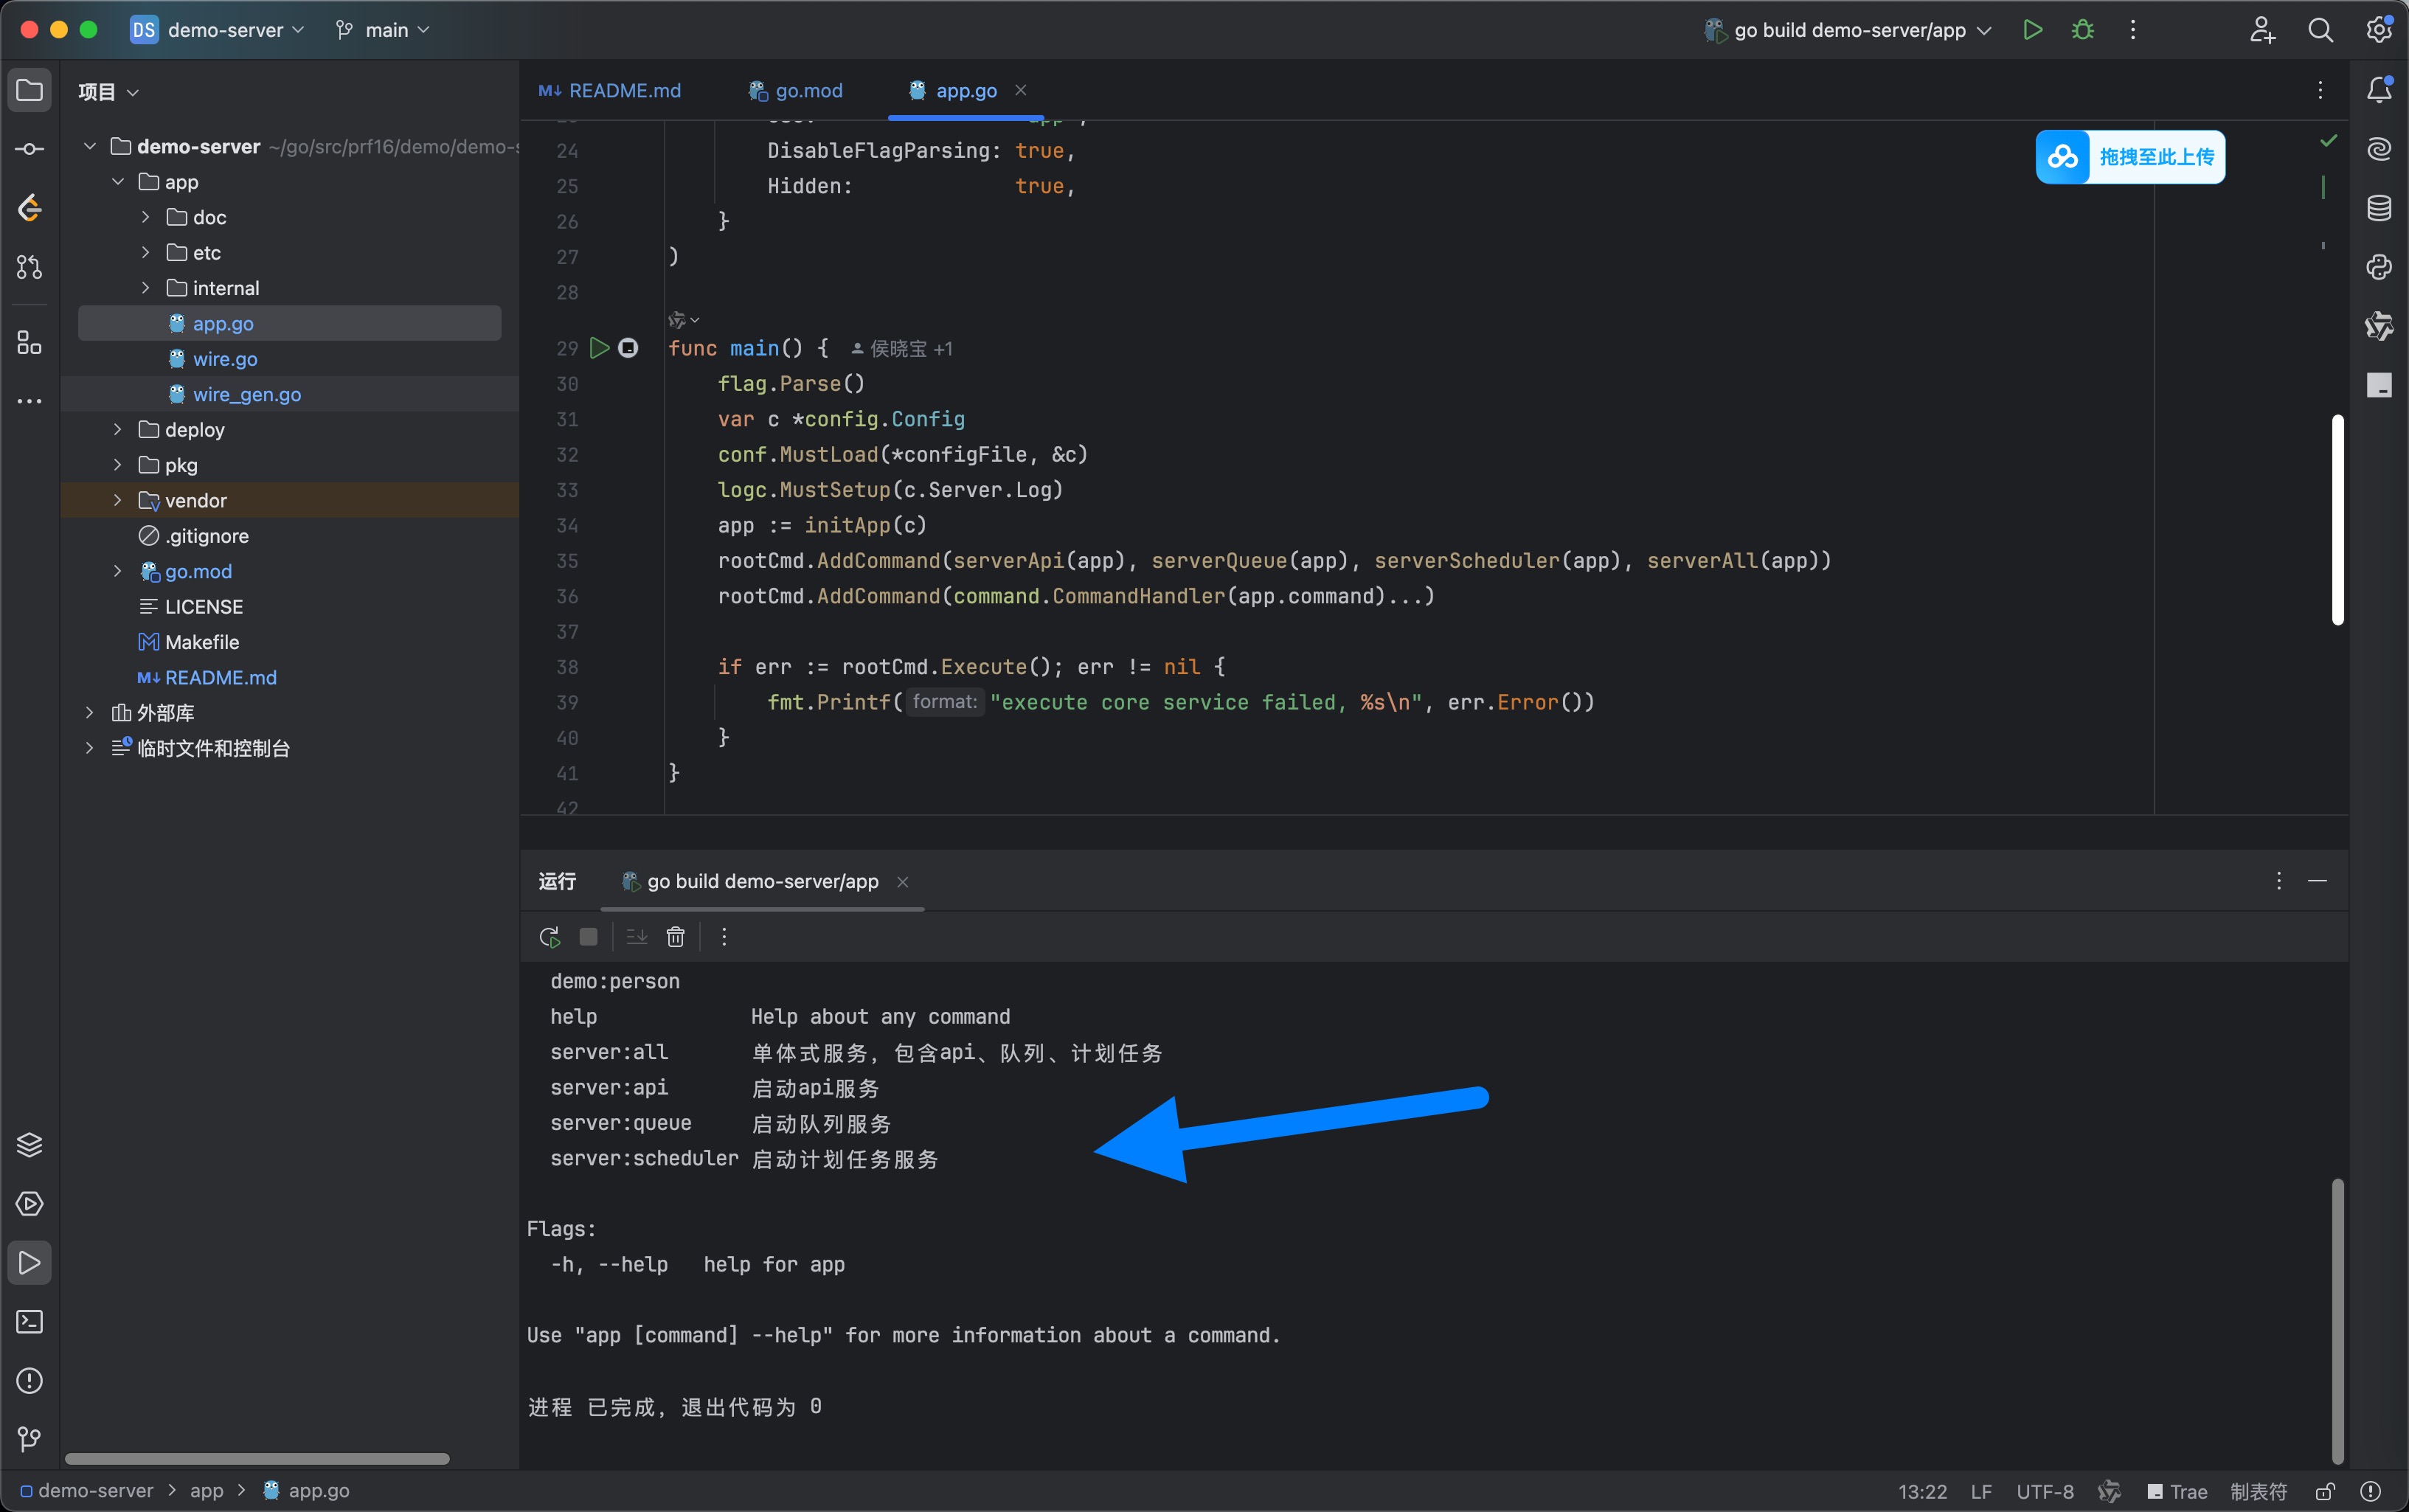 DS demo-server main go build demo-server/app
项目
README.md go.mod app.go
demo-server ~/go/src/prf16/demo/demo-s
app
doc
etc
internal
app.go
wire.go
wire_gen.go
deploy
pkg
vendor
.gitignore
go.mod
LICENSE
Makefile
README.md
外部库
临时文件和控制台
拖拽至此上传
24 DisableFlagParsing: true,
25 Hidden: true,
26 }
27 )
28
29 func main() { 侯晓宝 +1
30 flag.Parse()
31 var c *config.Config
32 conf.MustLoad(*configFile, &c)
33 logc.MustSetup(c.Server.Log)
34 app := initApp(c)
35 rootCmd.AddCommand(serverApi(app), serverQueue(app), serverScheduler(app), serverAll(app))
36 rootCmd.AddCommand(command.CommandHandler(app.command)...)
37
38 if err := rootCmd.Execute(); err != nil {
39 fmt.Printf( format: "execute core service failed, %s\n", err.Error())
40 }
41 }
42
运行 go build demo-server/app
demo:person
help Help about any command
server:all 单体式服务，包含api、队列、计划任务
server:api 启动api服务
server:queue 启动队列服务
server:scheduler 启动计划任务服务
Flags:
-h, --help help for app
Use "app [command] --help" for more information about a command.
进程 已完成，退出代码为 0
demo-server > app > app.go 13:22 LF UTF-8 Trae 制表符